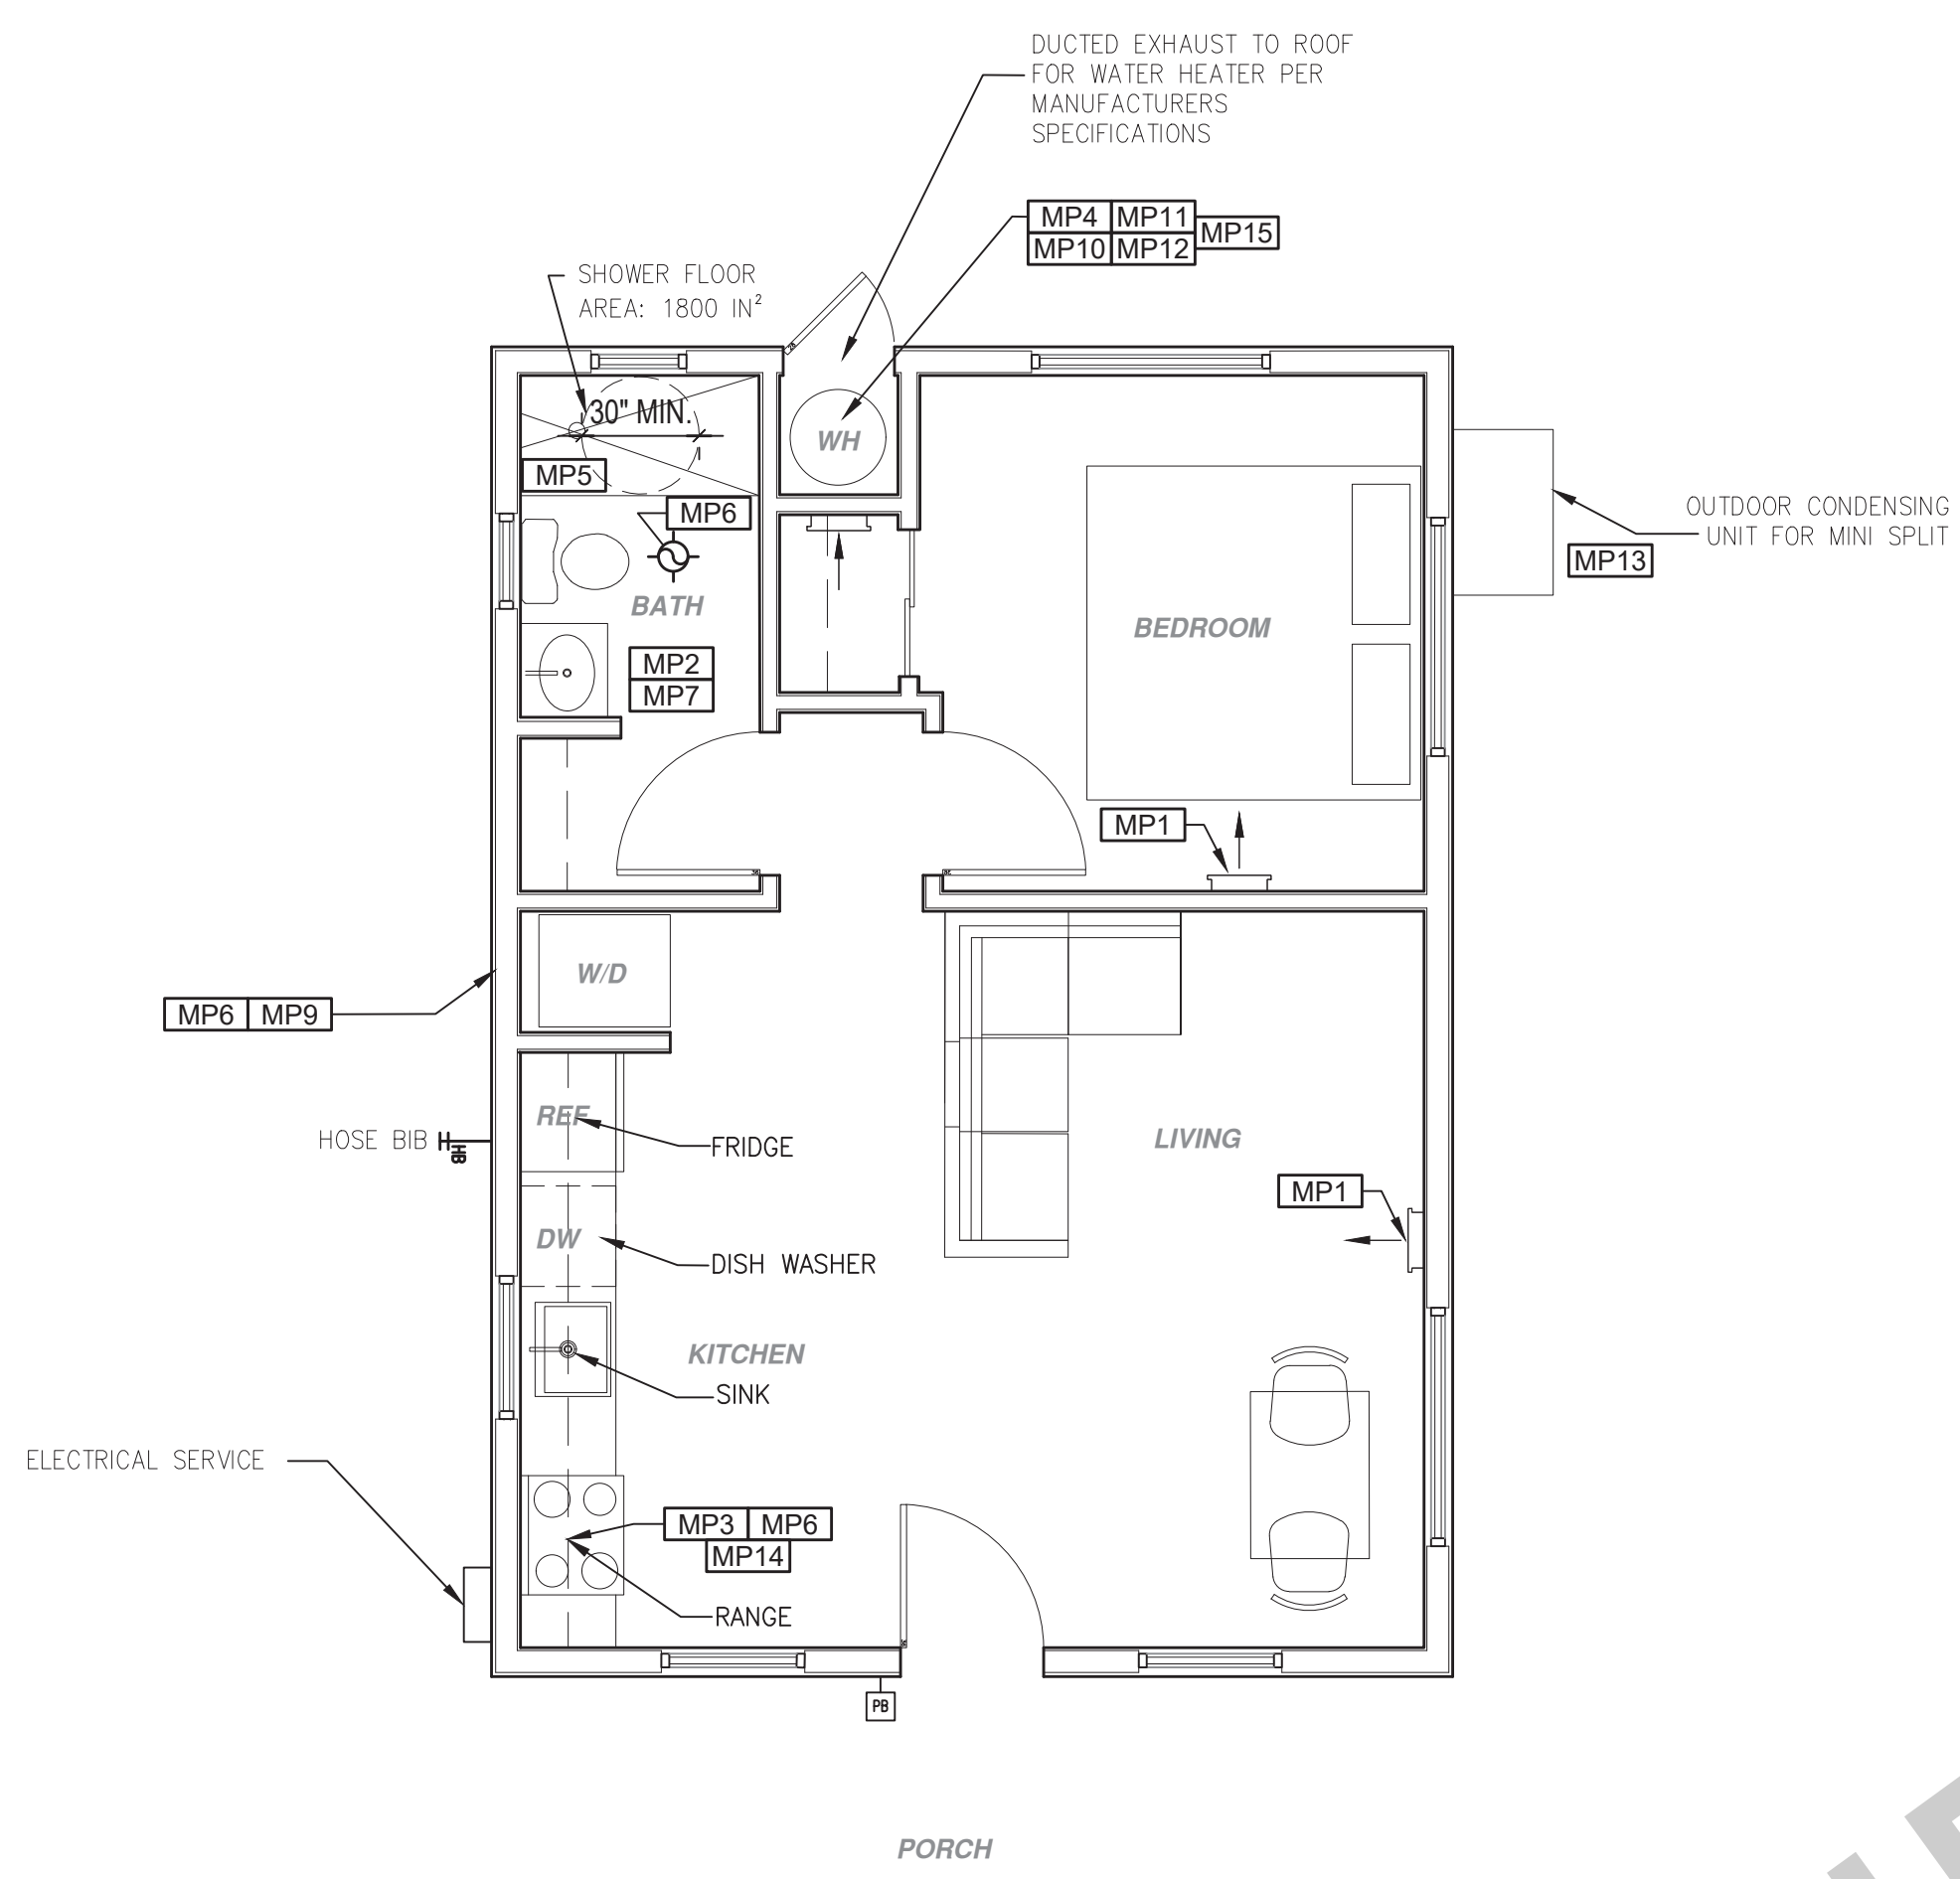 DUCTED EXHAUST TO ROOF
FOR WATER HEATER PER
MANUFACTURERS
SPECIFICATIONS
MP4 MP11
MP15
MP10 MP12
SHOWER FLOOR
AREA: 1800 IN²
30" MIN.
WH
MP5
MP6
OUTDOOR CONDENSING
UNIT FOR MINI SPLIT
MP13
BATH
BEDROOM
MP2
MP7
MP1
W/D
MP6 MP9
REF
HOSE BIB
HB
FRIDGE
LIVING
MP1
DW
DISH WASHER
KITCHEN
SINK
ELECTRICAL SERVICE
MP3 MP6
MP14
RANGE
PB
PORCH